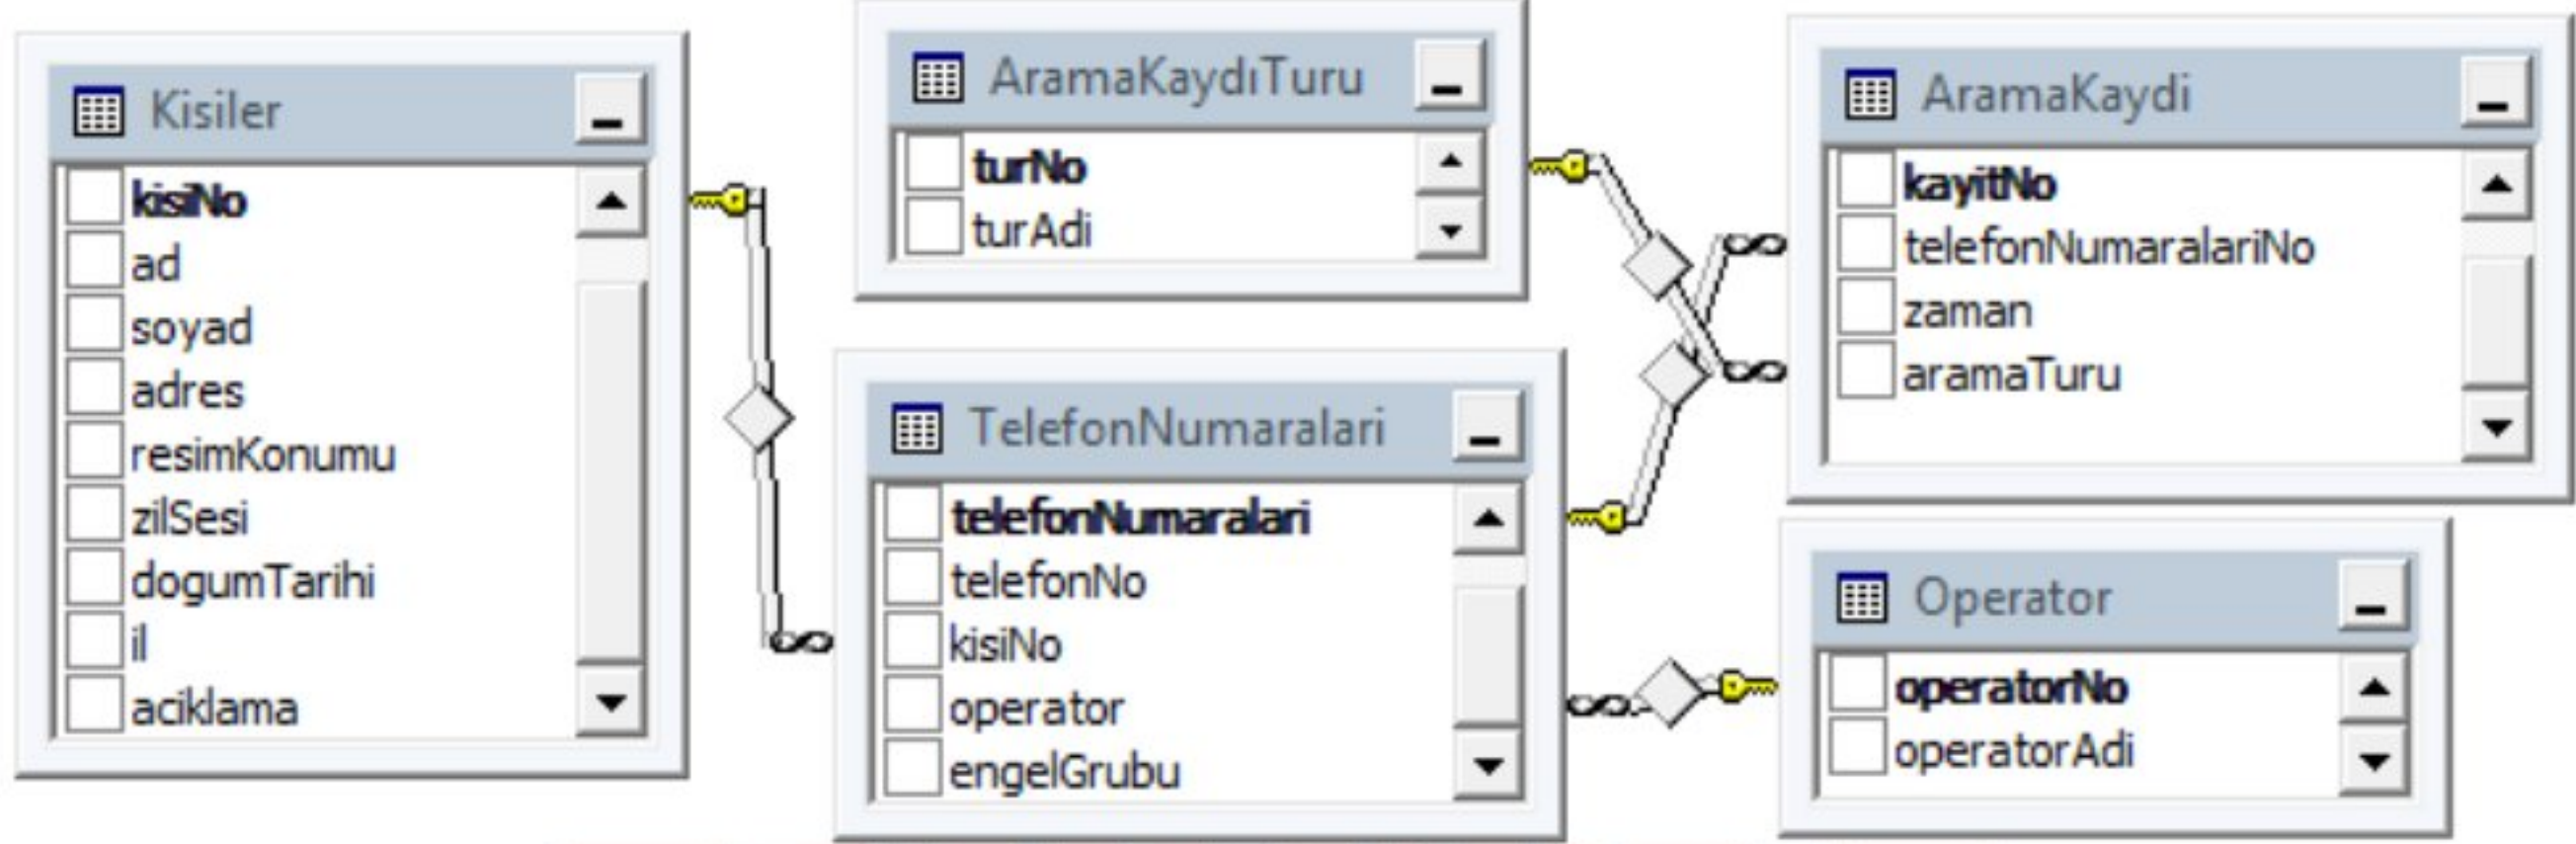 Kisiler
kisiNo
ad
soyad
adres
resimKonumu
zilSesi
dogumTarihi
il
aciklama
AramaKaydıTuru
turNo
turAdi
TelefonNumaralari
telefonNumaralari
telefonNo
kisiNo
operator
engelGrubu
AramaKaydi
kayitNo
telefonNumaralariNo
zaman
aramaTuru
Operator
operatorNo
operatorAdi